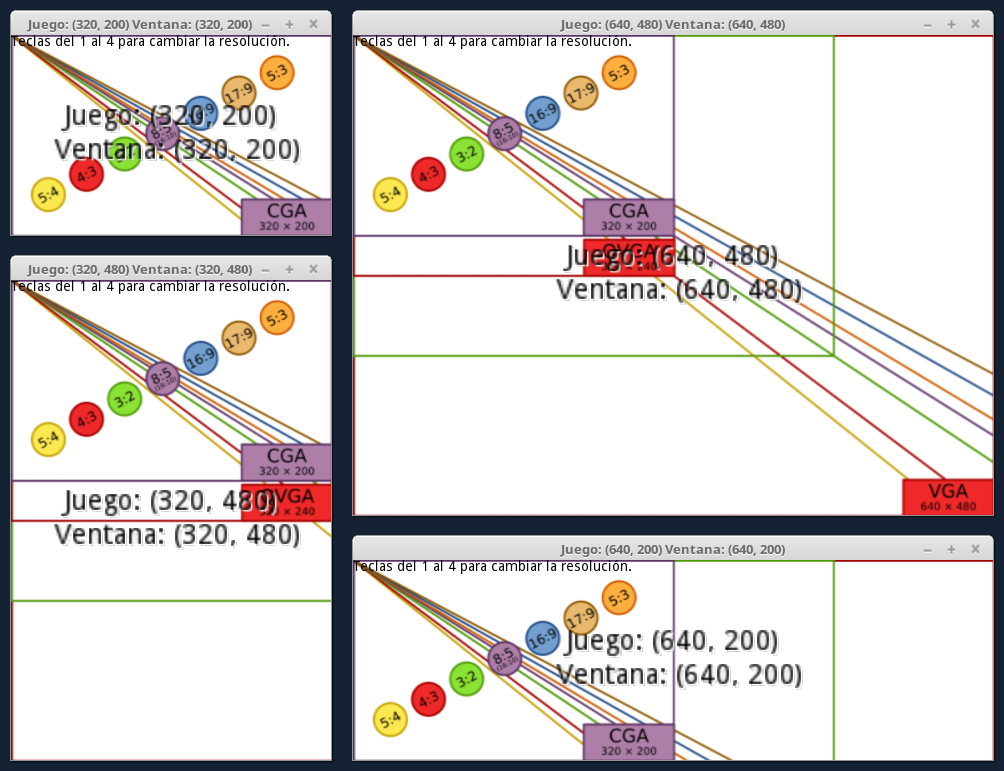 Juego: (320, 200) Ventana: (320, 200)
Teclas del 1 al 4 para cambiar la resolución.
5:3
17:9
16:9
8:5
(16:10)
3:2
4:3
5:4
Juego: (320, 200)
Ventana: (320, 200)
CGA
320 × 200
Juego: (640, 480) Ventana: (640, 480)
Teclas del 1 al 4 para cambiar la resolución.
5:3
17:9
16:9
8:5
(16:10)
3:2
4:3
5:4
CGA
320 × 200
QVGA
Juego: (640, 480)
Ventana: (640, 480)
VGA
640 × 480
Juego: (320, 480) Ventana: (320, 480)
Teclas del 1 al 4 para cambiar la resolución.
5:3
17:9
16:9
8:5
(16:10)
3:2
4:3
5:4
CGA
320 × 200
QVGA
320 × 240
Juego: (320, 480)
Ventana: (320, 480)
Juego: (640, 200) Ventana: (640, 200)
Teclas del 1 al 4 para cambiar la resolución.
5:3
17:9
16:9
8:5
(16:10)
3:2
4:3
5:4
Juego: (640, 200)
Ventana: (640, 200)
CGA
320 × 200